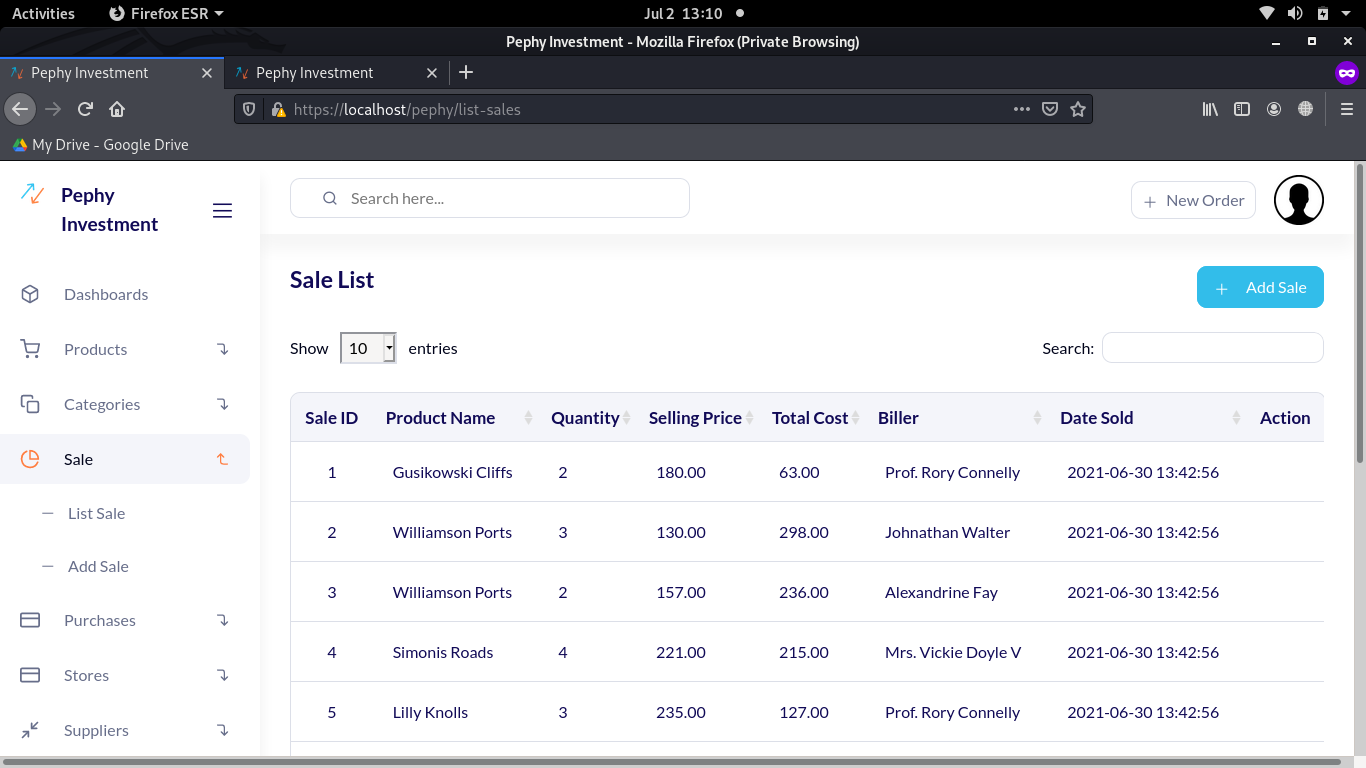 Activities Firefox ESR Jul 2 13:10
Pephy Investment - Mozilla Firefox (Private Browsing)
Pephy Investment Pephy Investment
https://localhost/pephy/list-sales
My Drive - Google Drive
Pephy
Investment
Search here...
New Order
Dashboards
Products
Categories
Sale
List Sale
Add Sale
Purchases
Stores
Suppliers
Sale List
Add Sale
Show 10 entries
Search:
Sale ID Product Name Quantity Selling Price Total Cost Biller Date Sold Action
1 Gusikowski Cliffs 2 180.00 63.00 Prof. Rory Connelly 2021-06-30 13:42:56
2 Williamson Ports 3 130.00 298.00 Johnathan Walter 2021-06-30 13:42:56
3 Williamson Ports 2 157.00 236.00 Alexandrine Fay 2021-06-30 13:42:56
4 Simonis Roads 4 221.00 215.00 Mrs. Vickie Doyle V 2021-06-30 13:42:56
5 Lilly Knolls 3 235.00 127.00 Prof. Rory Connelly 2021-06-30 13:42:56